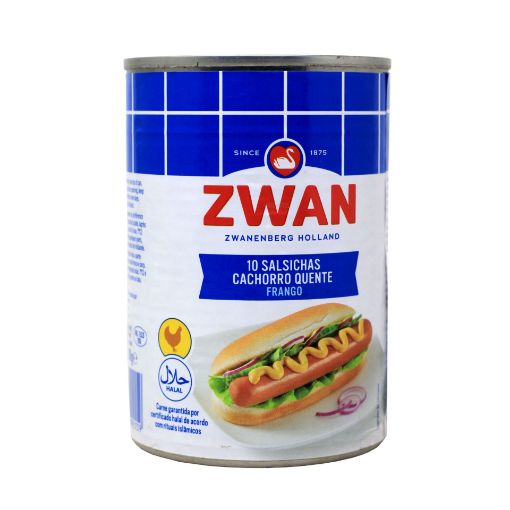 SINCE 1875
ZWAN
ZWANENBERG HOLLAND
10 SALSICHAS
CACHORRO QUENTE
FRANGO
حلال
HALAL
Carne garantida por
certificado halal de acordo
com rituais islâmicos